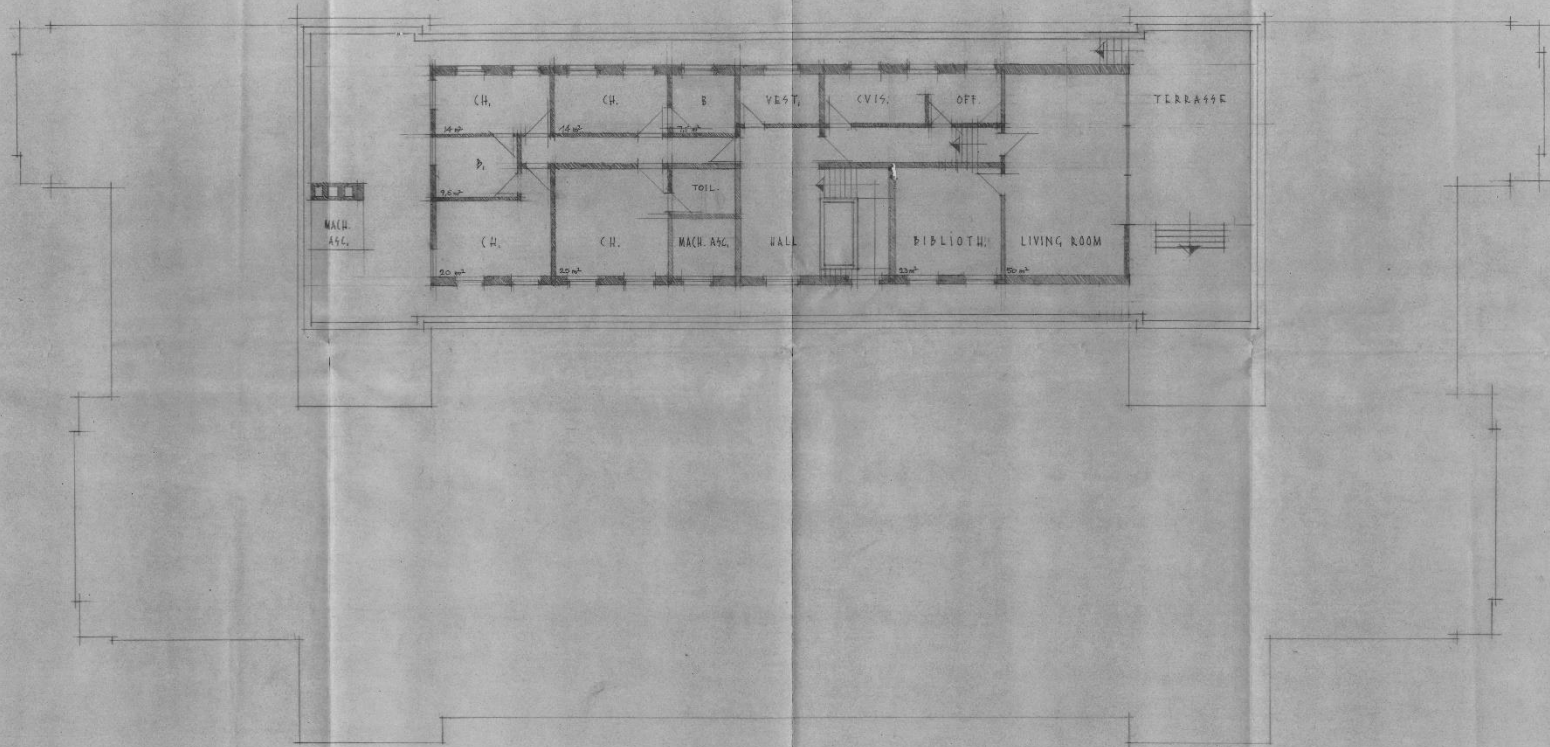 CH.
CH.
B
VEST.
CUIS.
OFF.
TERRASSE
14 m²
14 m²
B.
9,6 m²
TOIL.
MACH.
ASC.
CH.
CH.
MACH. ASC.
HALL
BIBLIOTH.
LIVING ROOM
20 m²
20 m²
23 m²
50 m²